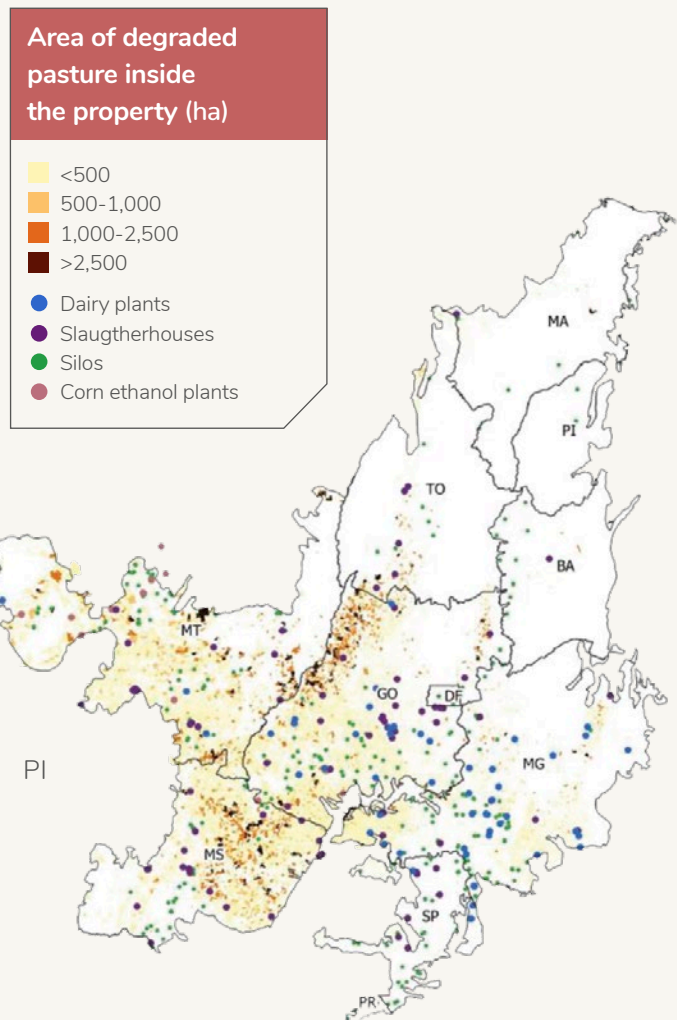 Area of degraded
pasture inside
the property (ha)
<500
500-1,000
1,000-2,500
>2,500
Dairy plants
Slaugtherhouses
Silos
Corn ethanol plants
MA
PI
TO
BA
MT
GO
DF
PI
MG
MS
SP
PR